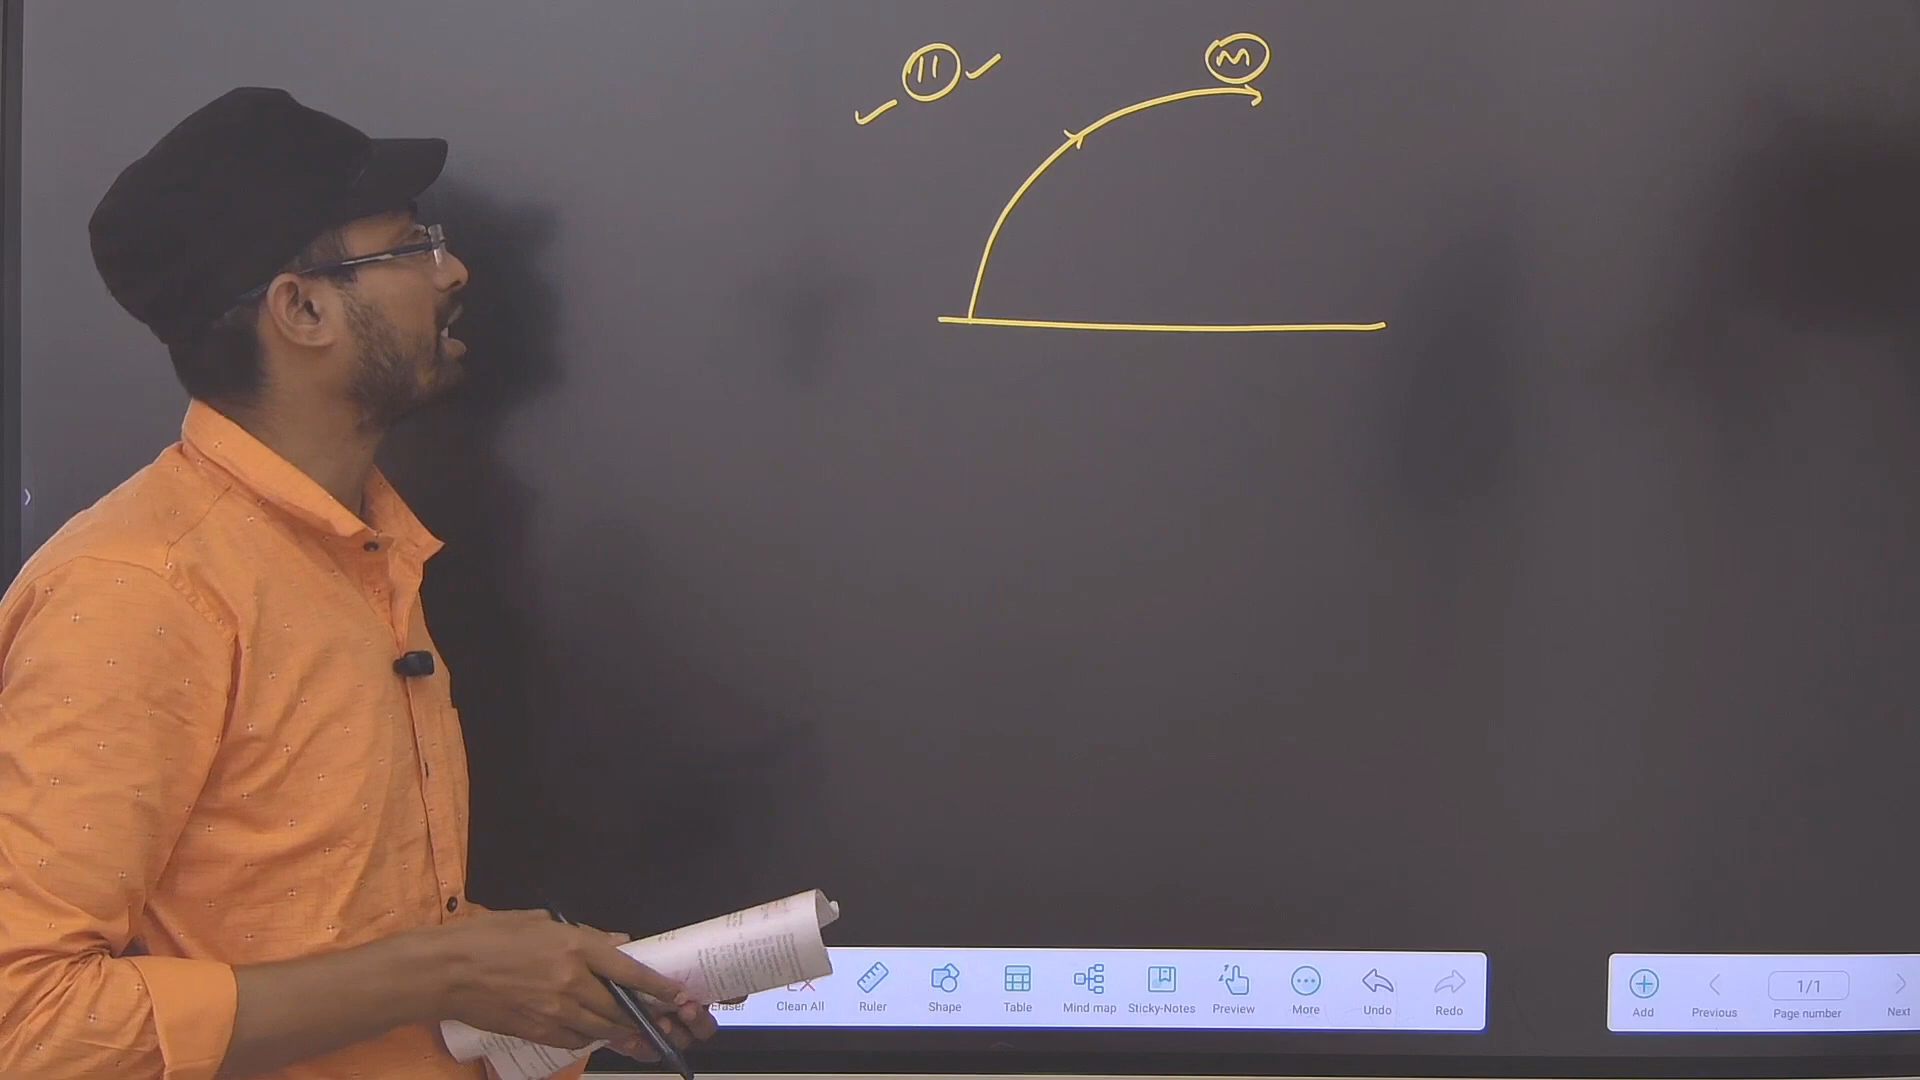 11
M
Eraser
Clean All
Ruler
Shape
Table
Mind map
Sticky-Notes
Preview
More
Undo
Redo
Add
Previous
1/1
Page number
Next